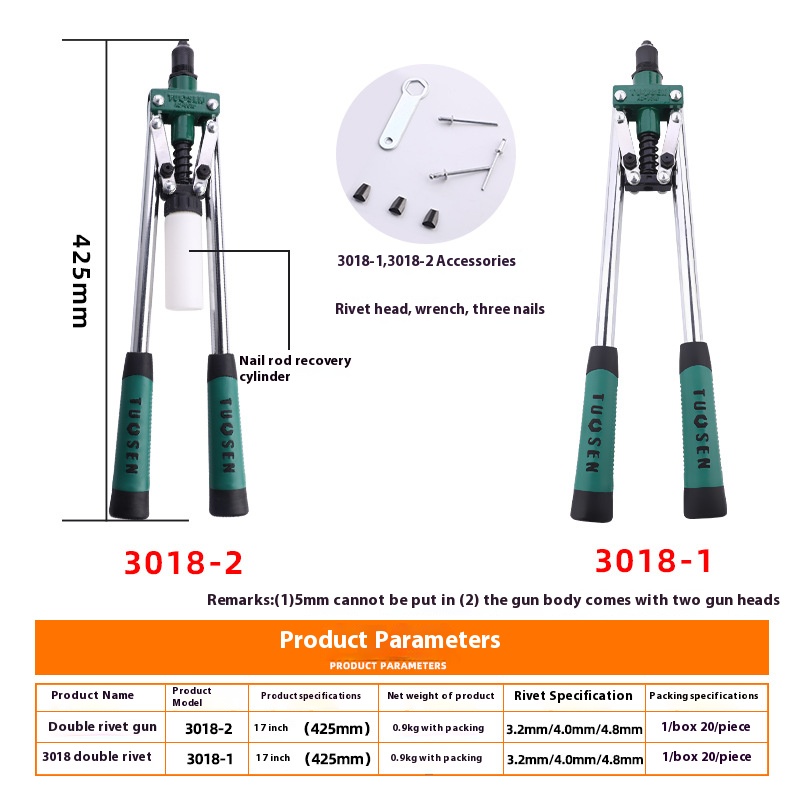 TUOSEN
TUOSEN
425mm
3018-1,3018-2 Accessories
Rivet head, wrench, three nails
Nail rod recovery
cylinder
TUOSEN
TUOSEN
TUOSEN
TUOSEN
3018-2
3018-1
Remarks:(1)5mm cannot be put in (2) the gun body comes with two gun heads
Product Parameters
PRODUCT PARAMETERS
Product Name Product Model Product specifications Net weight of product Rivet Specification Packing specifications
Double rivet gun 3018-2 17 inch (425mm) 0.9kg with packing 3.2mm/4.0mm/4.8mm 1/box 20/piece
3018 double rivet 3018-1 17 inch (425mm) 0.9kg with packing 3.2mm/4.0mm/4.8mm 1/box 20/piece